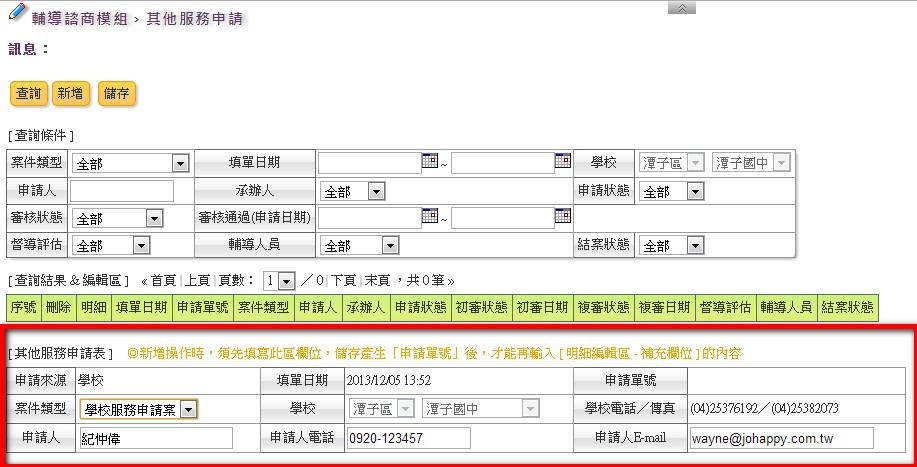 輔導諮商模組 > 其他服務申請
訊息：
查詢 新增 儲存
[ 查詢條件 ]
案件類型 全部 填單日期 ~ 學校 潭子區 潭子國中
申請人 承辦人 全部 申請狀態 全部
審核狀態 全部 審核通過(申請日期) ~
督導評估 全部 輔導人員 全部 結案狀態 全部
[ 查詢結果 & 編輯區 ] « 首頁 | 上頁 | 頁數： 1 ／ 0 | 下頁 | 末頁 ，共 0 筆 »
序號 刪除 明細 填單日期 申請單號 案件類型 申請人 承辦人 申請狀態 初審狀態 初審日期 複審狀態 複審日期 督導評估 輔導人員 結案狀態
[ 其他服務申請表 ] ◎新增操作時，須先填寫此區欄位，儲存產生「申請單號」後，才能再輸入 [ 明細編輯區 - 補充欄位 ] 的內容
申請來源 學校 填單日期 2013/12/05 13:52 申請單號
案件類型 學校服務申請案 學校 潭子區 潭子國中 學校電話／傳真 (04)25376192／(04)25382073
申請人 紀仲偉 申請人電話 0920-123457 申請人E-mail wayne@johappy.com.tw